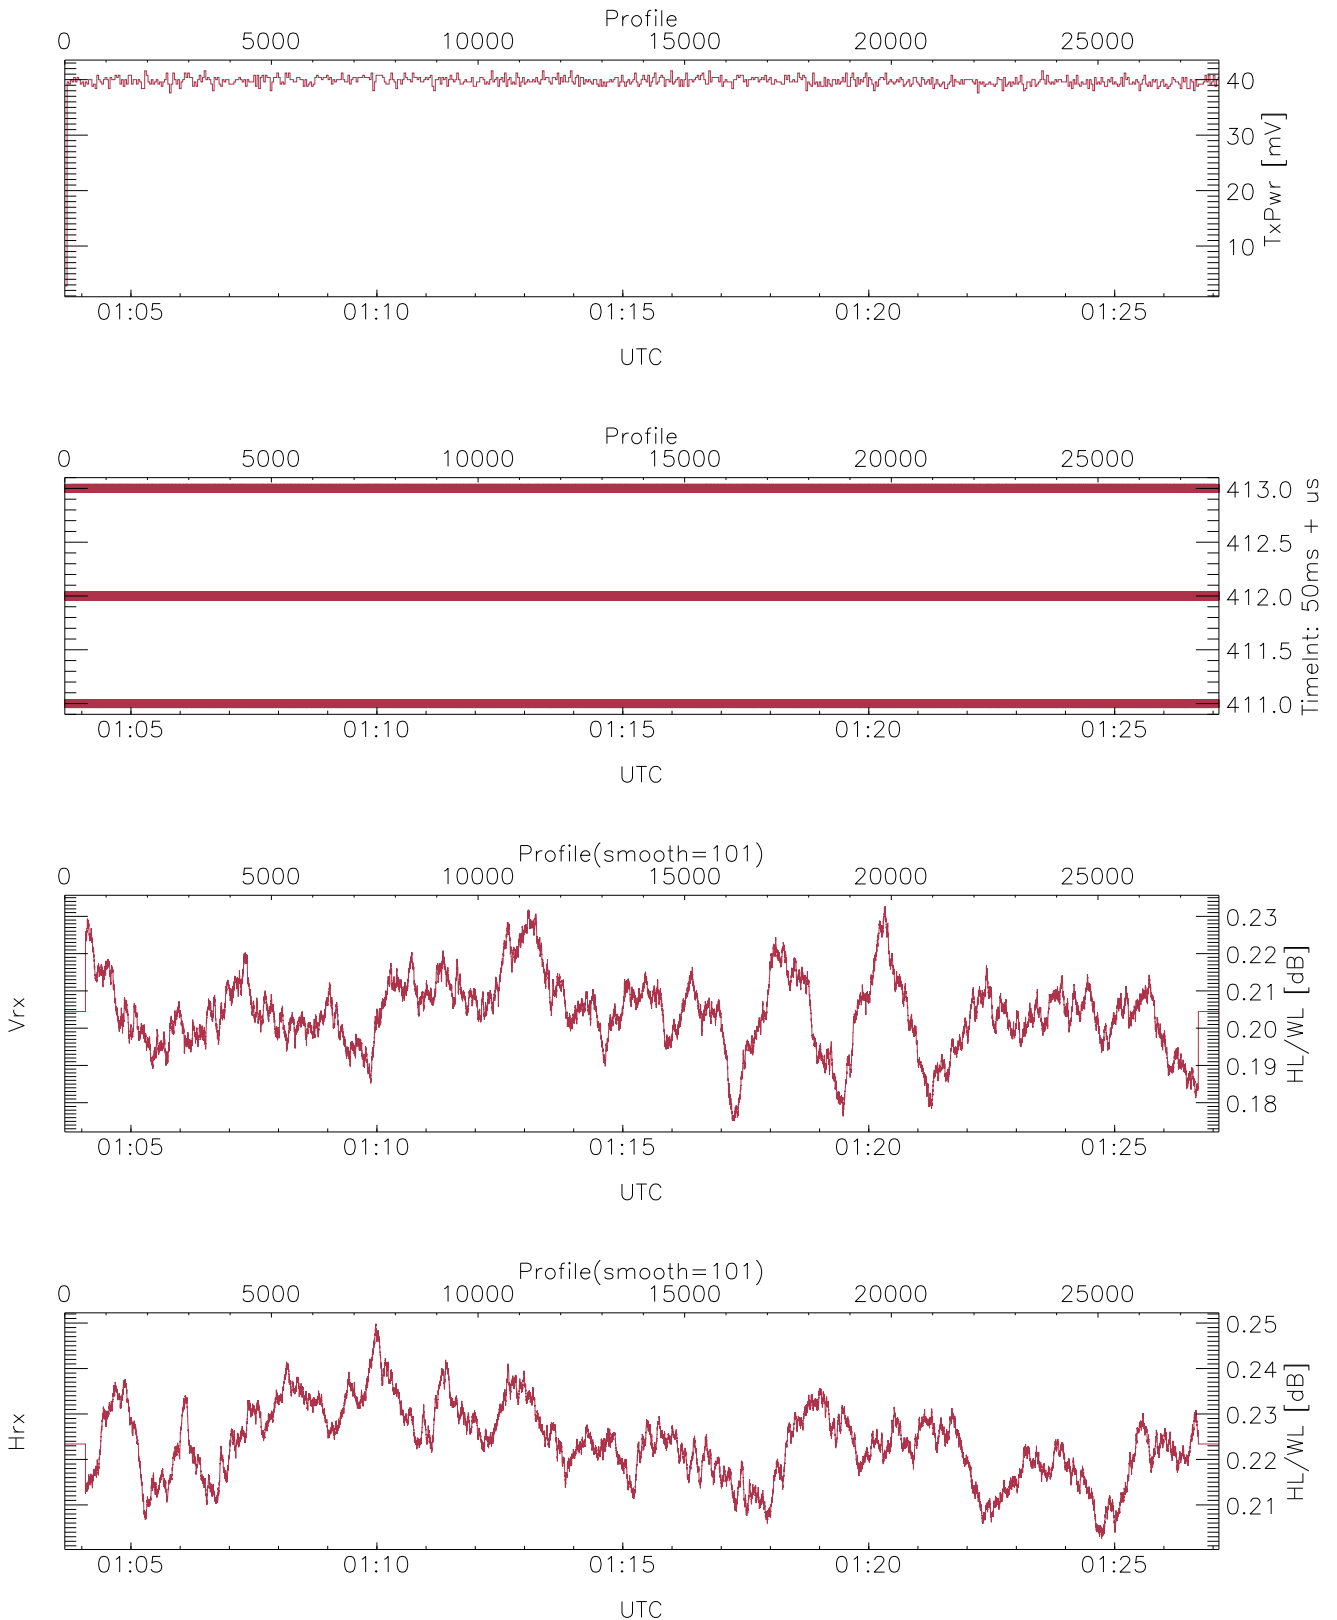 Profile
0 5000 10000 15000 20000 25000
40
30
20
10
TxPwr [mV]
01:05 01:10 01:15 01:20 01:25
UTC
Profile
0 5000 10000 15000 20000 25000
413.0
412.5
412.0
411.5
411.0
TimeInt: 50ms + us
01:05 01:10 01:15 01:20 01:25
UTC
Profile(smooth=101)
0 5000 10000 15000 20000 25000
Vrx
0.23
0.22
0.21
0.20
0.19
0.18
HL/WL [dB]
01:05 01:10 01:15 01:20 01:25
UTC
Profile(smooth=101)
0 5000 10000 15000 20000 25000
Hrx
0.25
0.24
0.23
0.22
0.21
HL/WL [dB]
01:05 01:10 01:15 01:20 01:25
UTC